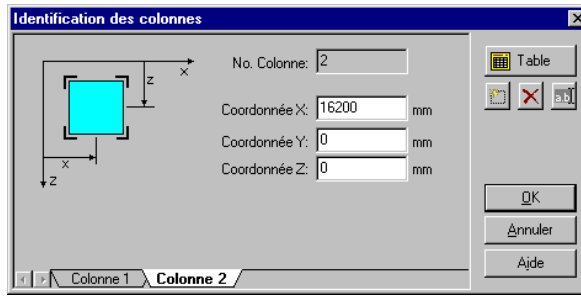 Identification des colonnes
x
z
x
z
No. Colonne: 2
Coordonnée X: 16200 mm
Coordonnée Y: 0 mm
Coordonnée Z: 0 mm
Table
ab
OK
Annuler
Aide
Colonne 1
Colonne 2